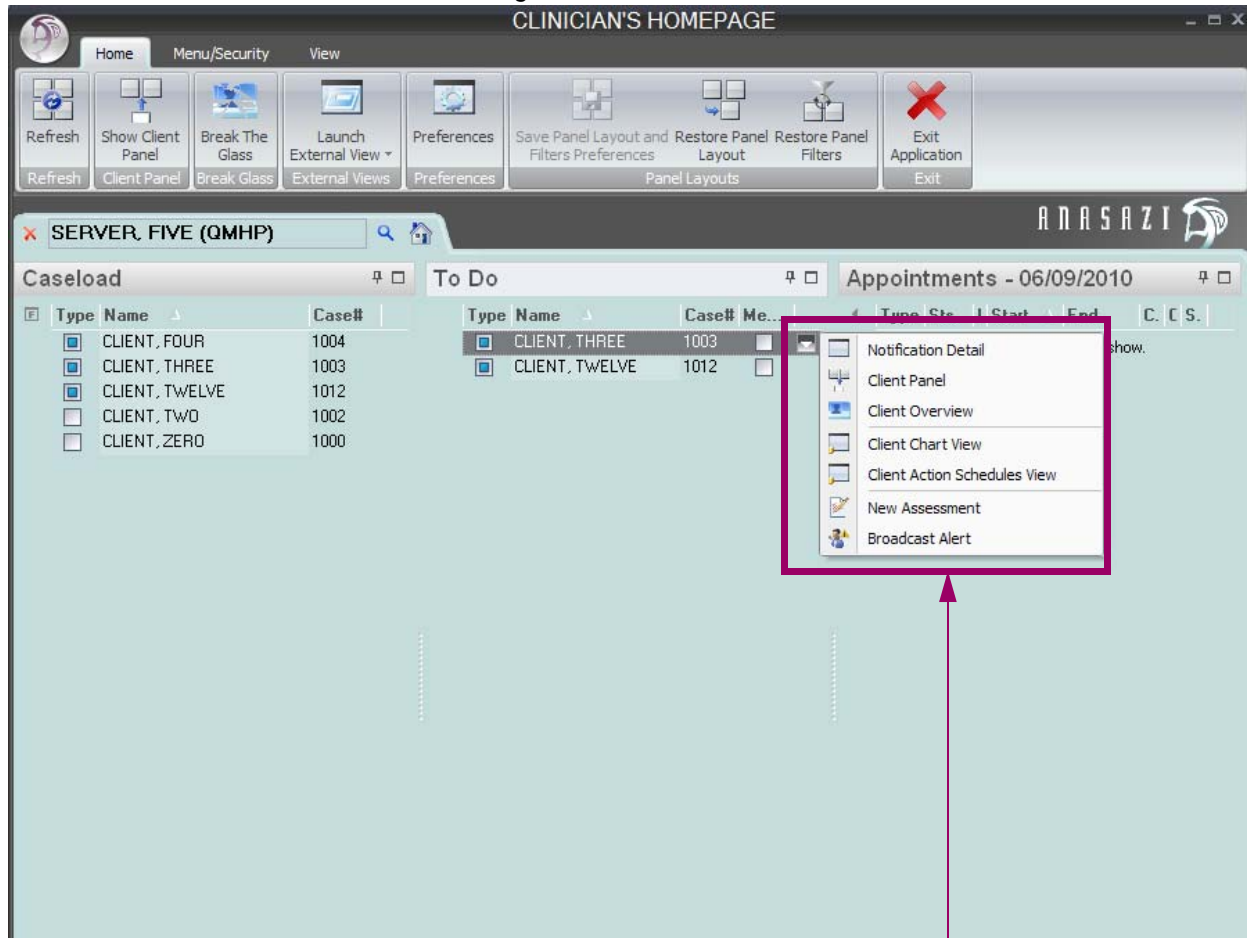 CLINICIAN'S HOMEPAGE
Home Menu/Security View
Refresh Show Client Panel Break The Glass Launch External View Preferences Save Panel Layout and Filters Preferences Restore Panel Layout Restore Panel Filters Exit Application
Refresh Client Panel Break Glass External Views Preferences Panel Layouts Exit
ANASAZI
SERVER, FIVE (QMHP)
Caseload
Type Name Case#
CLIENT, FOUR 1004
CLIENT, THREE 1003
CLIENT, TWELVE 1012
CLIENT, TWO 1002
CLIENT, ZERO 1000
To Do
Type Name Case# Me...
CLIENT, THREE 1003
CLIENT, TWELVE 1012
Appointments - 06/09/2010
Type Sts Start End C. S.
show.
Notification Detail
Client Panel
Client Overview
Client Chart View
Client Action Schedules View
New Assessment
Broadcast Alert